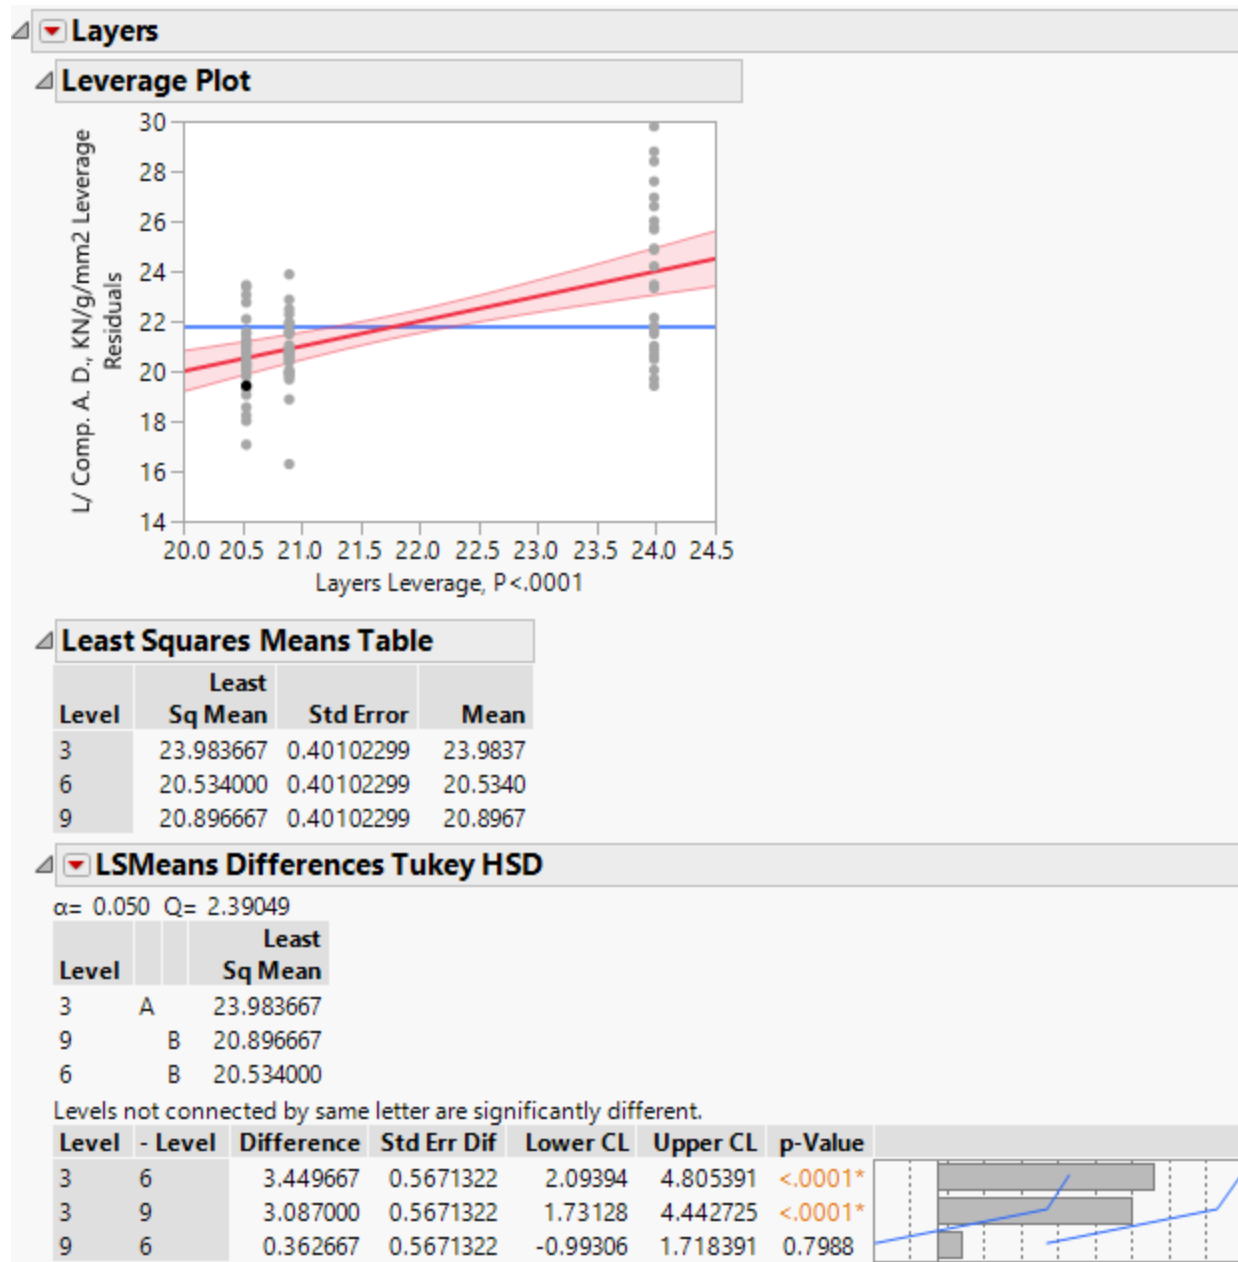 Layers
Leverage Plot
L/ Comp. A. D., KN/g/mm2 Leverage
Residuals
30
28
26
24
22
20
18
16
14
20.0 20.5 21.0 21.5 22.0 22.5 23.0 23.5 24.0 24.5
Layers Leverage, P<.0001
Least Squares Means Table
Least
Level Sq Mean Std Error Mean
3 23.983667 0.40102299 23.9837
6 20.534000 0.40102299 20.5340
9 20.896667 0.40102299 20.8967
LSMeans Differences Tukey HSD
α= 0.050 Q= 2.39049
Least
Level Sq Mean
3 A 23.983667
9 B 20.896667
6 B 20.534000
Levels not connected by same letter are significantly different.
Level - Level Difference Std Err Dif Lower CL Upper CL p-Value
3 6 3.449667 0.5671322 2.09394 4.805391 <.0001*
3 9 3.087000 0.5671322 1.73128 4.442725 <.0001*
9 6 0.362667 0.5671322 -0.99306 1.718391 0.7988